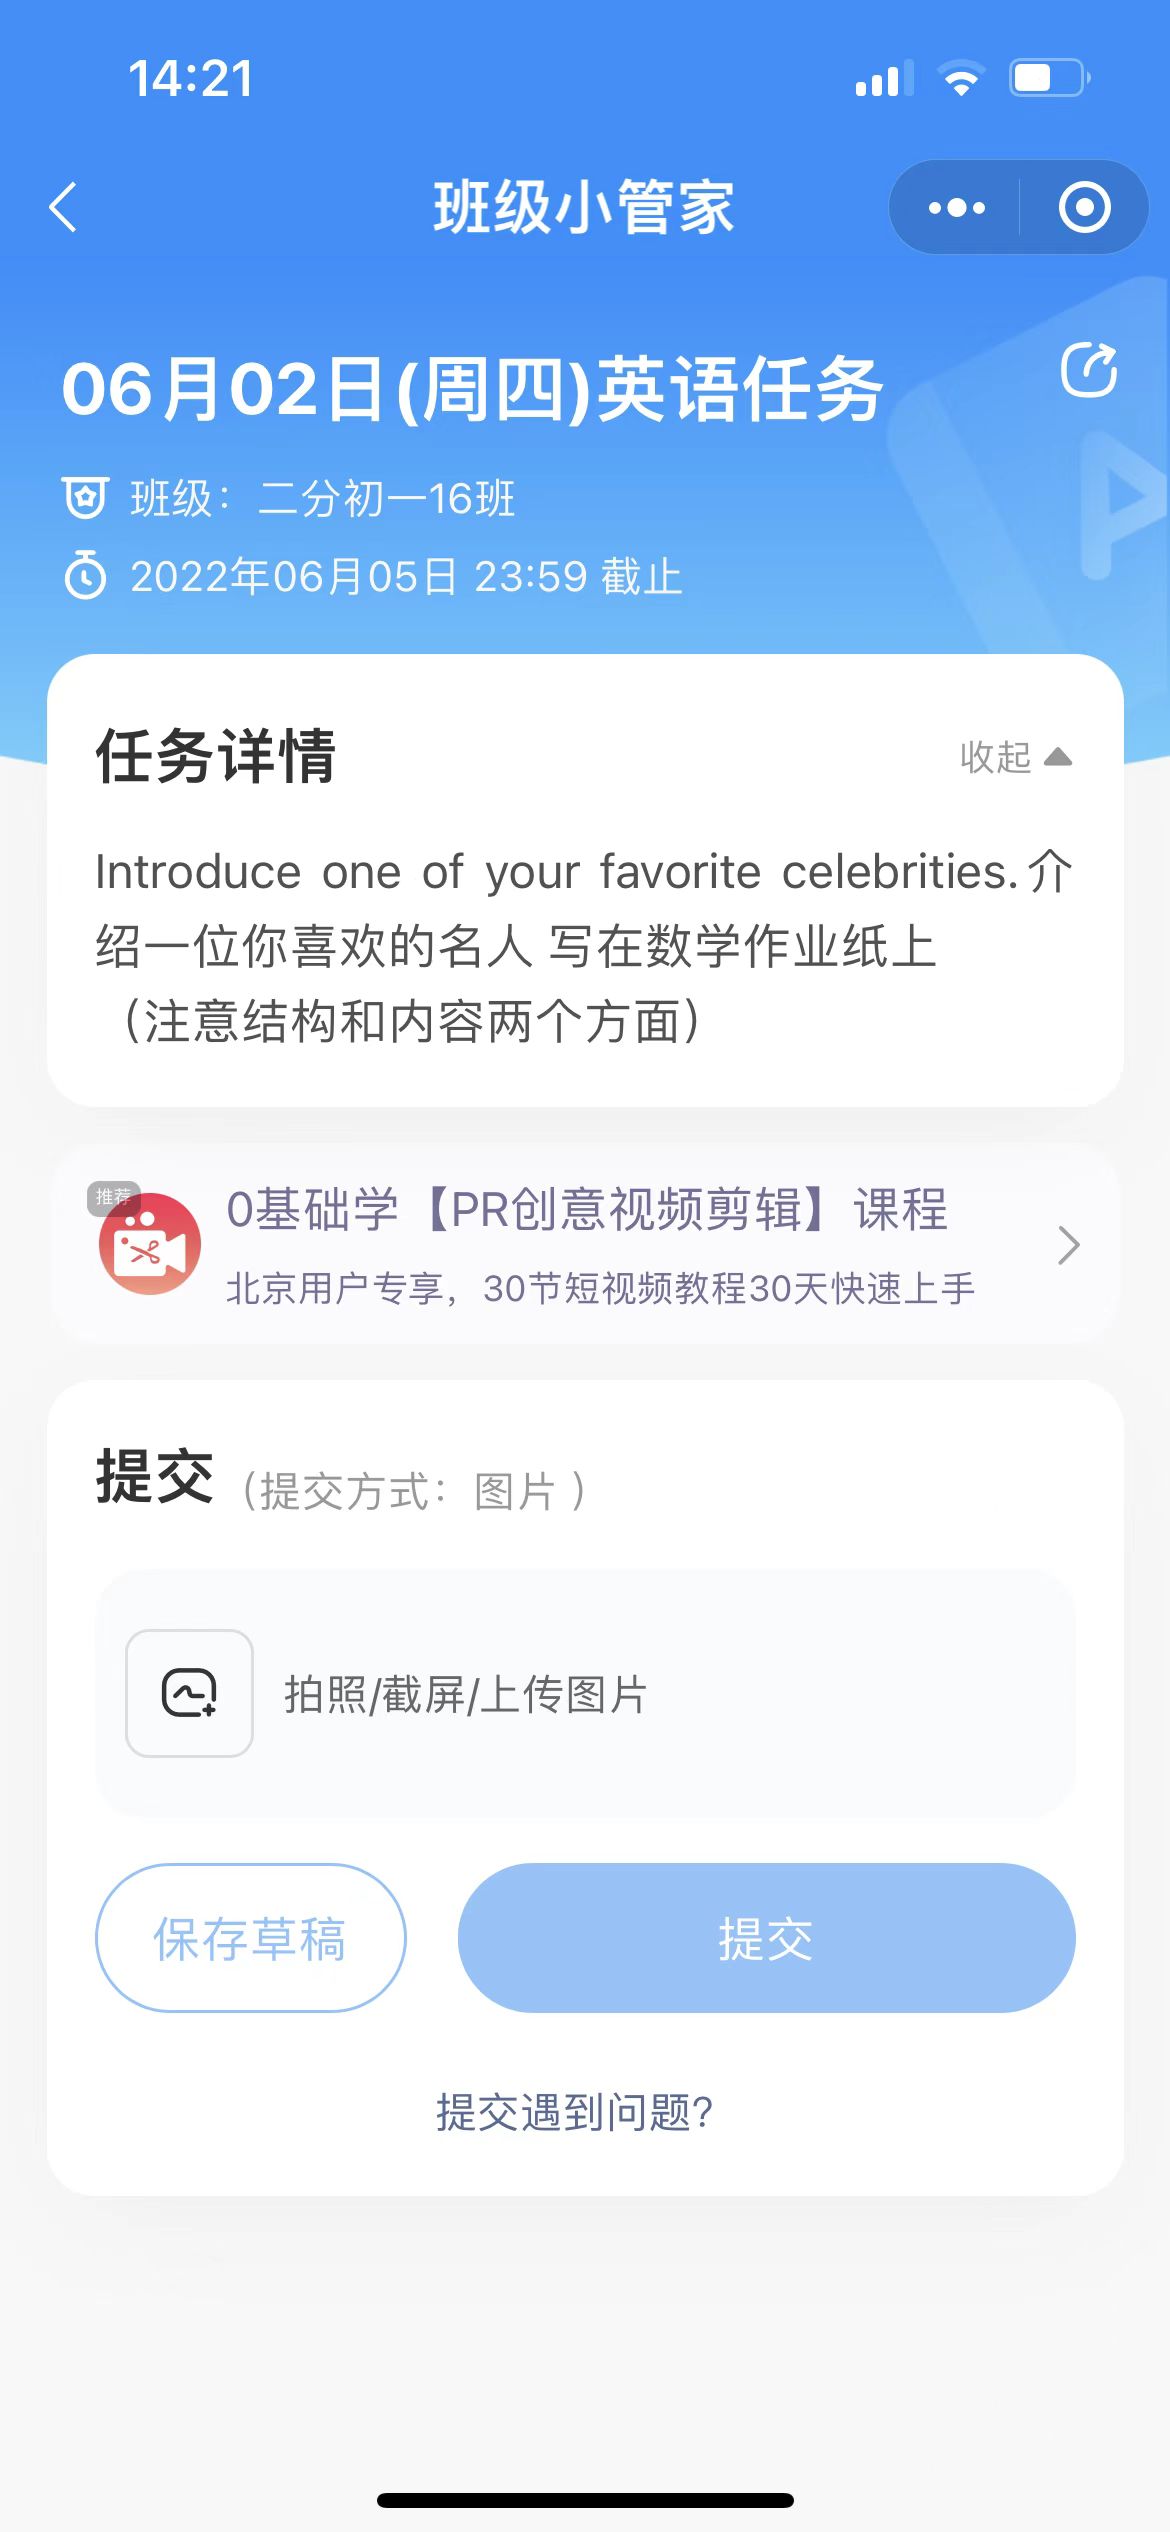 14:21
班级小管家
06月02日(周四)英语任务
班级：二分初一16班
2022年06月05日 23:59 截止
任务详情
收起
Introduce one of your favorite celebrities.介
绍一位你喜欢的名人 写在数学作业纸上
（注意结构和内容两个方面）
推荐
0基础学【PR创意视频剪辑】课程
北京用户专享，30节短视频教程30天快速上手
提交（提交方式：图片 ）
拍照/截屏/上传图片
保存草稿
提交
提交遇到问题?